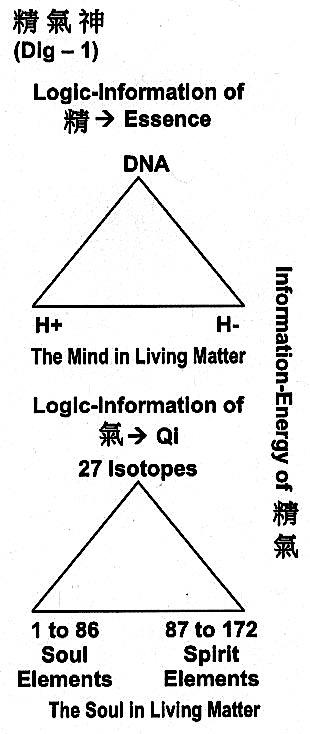 精氣神
(Dig – 1)
Logic-Information of
精 → Essence
DNA
H+ H-
The Mind in Living Matter
Logic-Information of
氣 → Qi
27 Isotopes
1 to 86 87 to 172
Soul Spirit
Elements Elements
The Soul in Living Matter
Information-Energy of 精氣